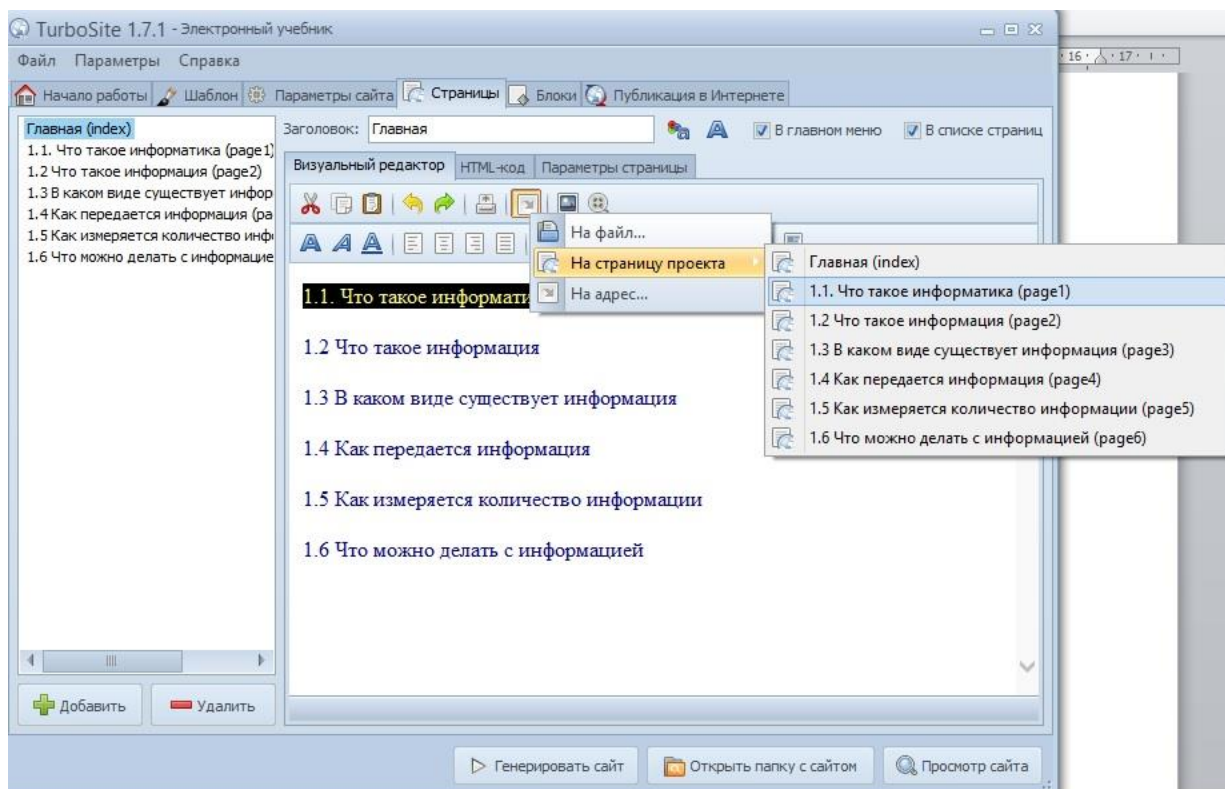 TurboSite 1.7.1 - Электронный учебник
Файл Параметры Справка
Начало работы Шаблон Параметры сайта Страницы Блоки Публикация в Интернете
Главная (index)
1.1. Что такое информатика (page1)
1.2 Что такое информация (page2)
1.3 В каком виде существует инфор
1.4 Как передается информация (pa
1.5 Как измеряется количество инфо
1.6 Что можно делать с информацие
Заголовок: Главная
В главном меню В списке страниц
Визуальный редактор HTML-код Параметры страницы
На файл...
На страницу проекта
На адрес...
Главная (index)
1.1. Что такое информатика (page1)
1.2 Что такое информация (page2)
1.3 В каком виде существует информация (page3)
1.4 Как передается информация (page4)
1.5 Как измеряется количество информации (page5)
1.6 Что можно делать с информацией (page6)
1.1. Что такое информати
1.2 Что такое информация
1.3 В каком виде существует информация
1.4 Как передается информация
1.5 Как измеряется количество информации
1.6 Что можно делать с информацией
Добавить Удалить
Генерировать сайт Открыть папку с сайтом Просмотр сайта
16 17